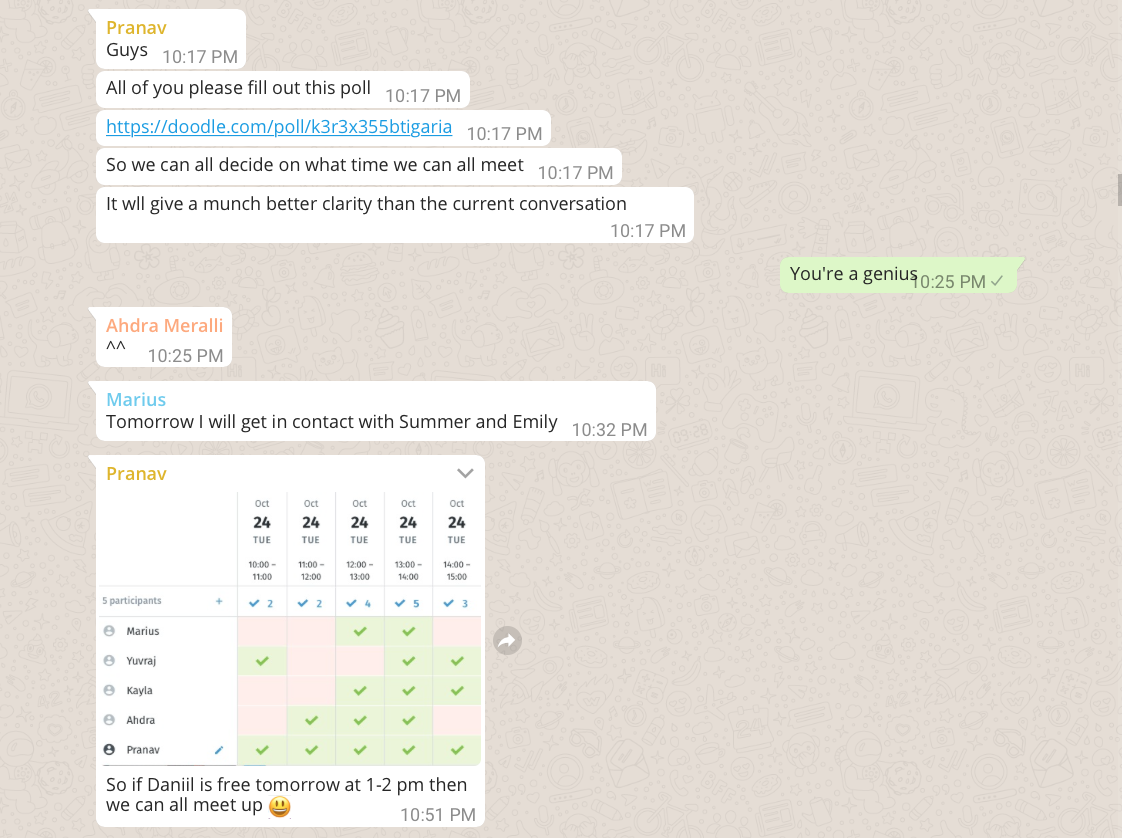 Pranav
Guys 10:17 PM
All of you please fill out this poll 10:17 PM
https://doodle.com/poll/k3r3x355btigaria 10:17 PM
So we can all decide on what time we can all meet 10:17 PM
It wll give a munch better clarity than the current conversation
10:17 PM
You're a genius 10:25 PM
Ahdra Meralli
^^ 10:25 PM
Marius
Tomorrow I will get in contact with Summer and Emily 10:32 PM
Pranav
Oct Oct Oct Oct Oct
24 24 24 24 24
TUE TUE TUE TUE TUE
10:00 – 11:00 – 12:00 – 13:00 – 14:00 –
11:00 12:00 13:00 14:00 15:00
5 participants + 2 2 4 5 3
Marius
Yuvraj
Kayla
Ahdra
Pranav
So if Daniil is free tomorrow at 1-2 pm then
we can all meet up 😃 10:51 PM